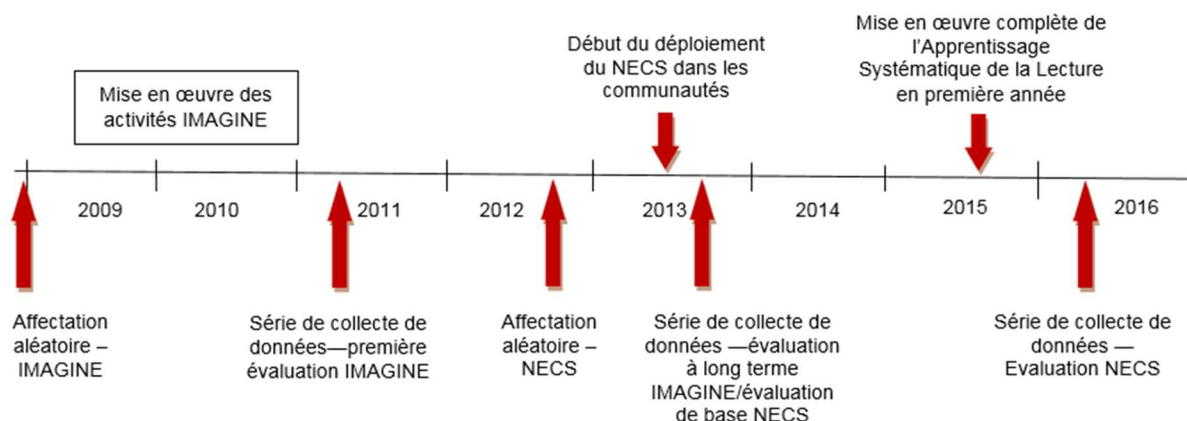 Mise en œuvre des
activités IMAGINE
Début du déploiement
du NECS dans les
communautés
Mise en œuvre complète de
l'Apprentissage
Systématique de la Lecture
en première année
2009
2010
2011
2012
2013
2014
2015
2016
Affectation
aléatoire –
IMAGINE
Série de collecte de
données—première
évaluation IMAGINE
Affectation
aléatoire –
NECS
Série de collecte de
données —évaluation
à long terme
IMAGINE/évaluation
de base NECS
Série de collecte de
données —
Evaluation NECS